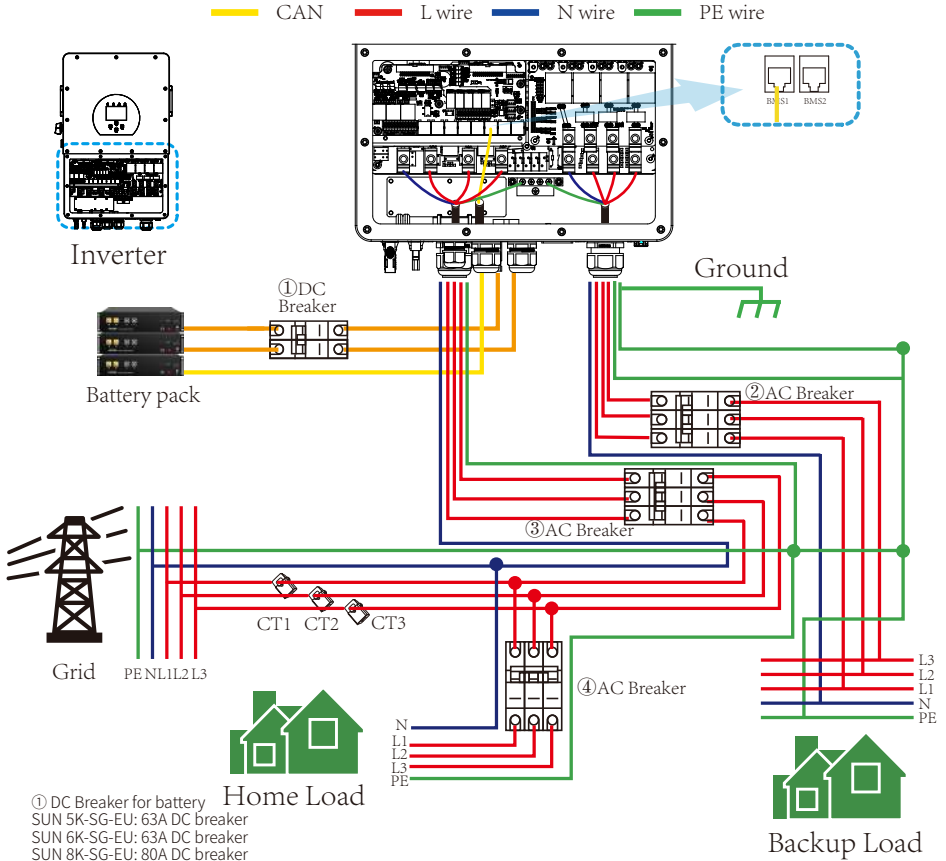 CAN L wire N wire PE wire
BMS1 BMS2
Inverter
Ground
①DC
Breaker
Battery pack
②AC Breaker
③AC Breaker
CT1 CT2 CT3
Grid
PE N L1 L2 L3
④AC Breaker
L3
L2
L1
N
PE
N
L1
L2
L3
PE
Home Load
Backup Load
① DC Breaker for battery
SUN 5K-SG-EU: 63A DC breaker
SUN 6K-SG-EU: 63A DC breaker
SUN 8K-SG-EU: 80A DC breaker